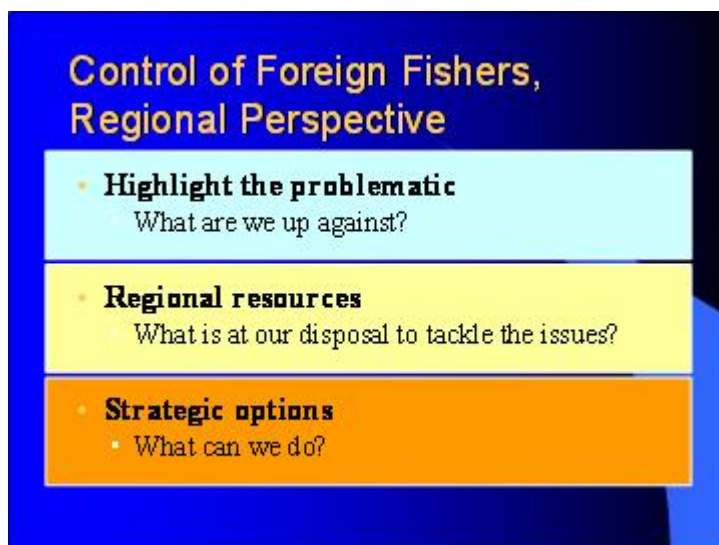 Control of Foreign Fishers,
Regional Perspective
Highlight the problematic
What are we up against?
Regional resources
What is at our disposal to tackle the issues?
Strategic options
What can we do?